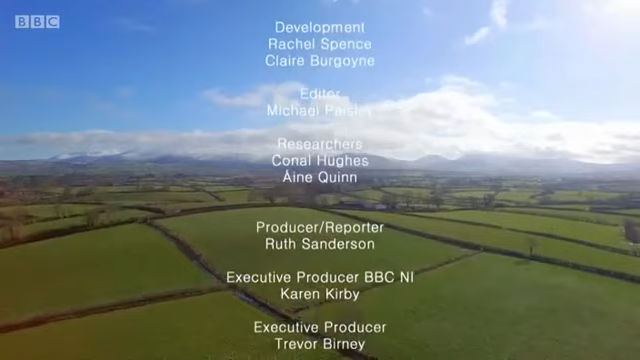 BBC
Development
Rachel Spence
Claire Burgoyne
Editor
Michael Paisley
Researchers
Conal Hughes
Áine Quinn
Producer/Reporter
Ruth Sanderson
Executive Producer BBC NI
Karen Kirby
Executive Producer
Trevor Birney